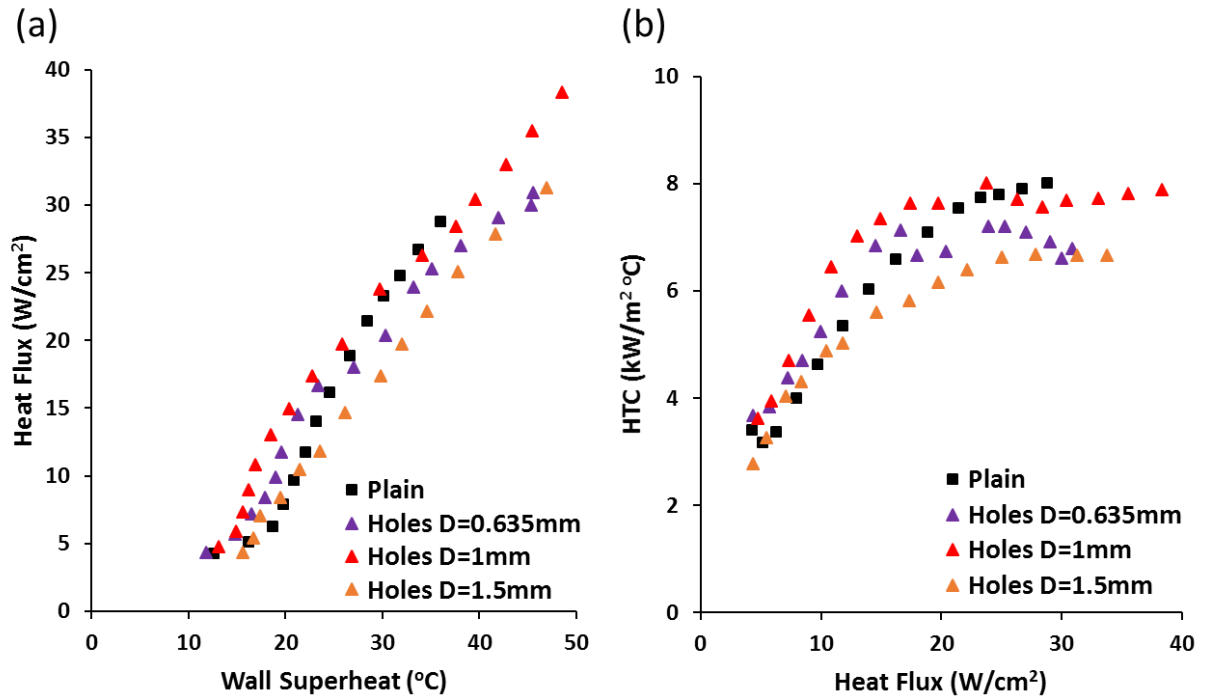 (a)
Heat Flux (W/cm²)
40
35
30
25
20
15
10
5
0
0 10 20 30 40 50
Wall Superheat (°C)
Plain
Holes D=0.635mm
Holes D=1mm
Holes D=1.5mm
(b)
HTC (kW/m² °C)
10
8
6
4
2
0
0 10 20 30 40
Heat Flux (W/cm²)
Plain
Holes D=0.635mm
Holes D=1mm
Holes D=1.5mm